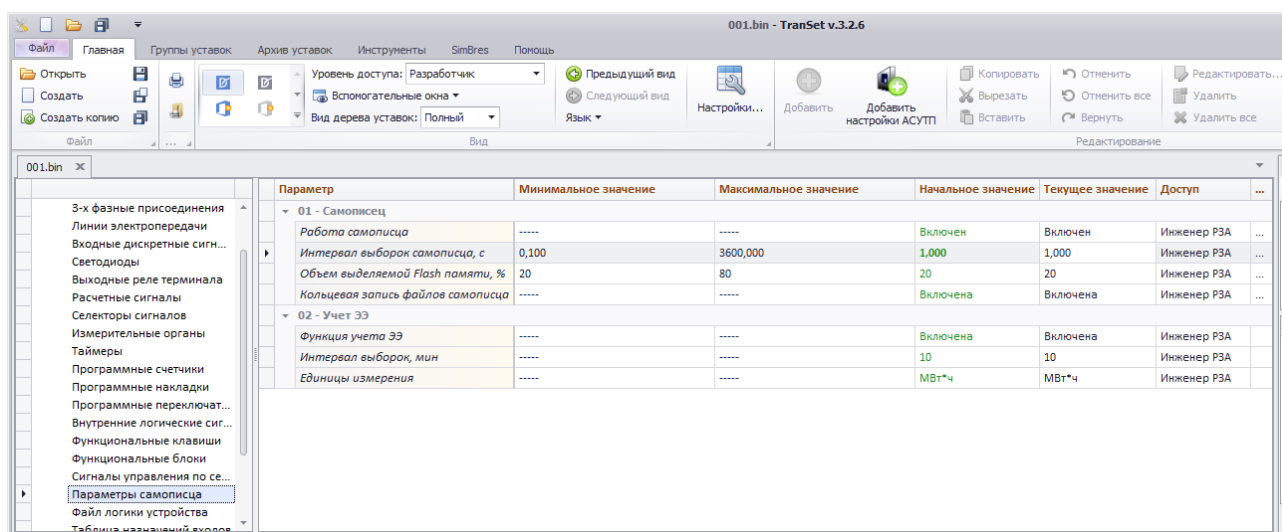 001.bin - TranSet v.3.2.6
Файл Главная Группы уставок Архив уставок Инструменты SimBres Помощь
Открыть Уровень доступа: Разработчик Предыдущий вид Копировать Отменить Редактировать...
Создать Вспомогательные окна Следующий вид Настройки... Добавить Добавить настройки АСУТП Вырезать Отменить все Удалить
Создать копию Вид дерева уставок: Полный Язык Вставить Вернуть Удалить все
Файл ... Вид Редактирование
001.bin
Параметр Минимальное значение Максимальное значение Начальное значение Текущее значение Доступ ...
3-х фазные присоединения
Линии электропередачи
Входные дискретные сигн...
Светодиоды
Выходные реле терминала
Расчетные сигналы
Селекторы сигналов
Измерительные органы
Таймеры
Программные счетчики
Программные накладки
Программные переключат...
Внутренние логические сиг...
Функциональные клавиши
Функциональные блоки
Сигналы управления по се...
Параметры самописца
Файл логики устройства
Таблица назначений входов
01 - Самописец
Работа самописца ----- ----- Включен Включен Инженер РЗА ...
Интервал выборок самописца, с 0,100 3600,000 1,000 1,000 Инженер РЗА ...
Объем выделяемой Flash памяти, % 20 80 20 20 Инженер РЗА ...
Кольцевая запись файлов самописца ----- ----- Включена Включена Инженер РЗА ...
02 - Учет ЭЭ
Функция учета ЭЭ ----- ----- Включена Включена Инженер РЗА
Интервал выборок, мин ----- ----- 10 10 Инженер РЗА
Единицы измерения ----- ----- МВт*ч МВт*ч Инженер РЗА